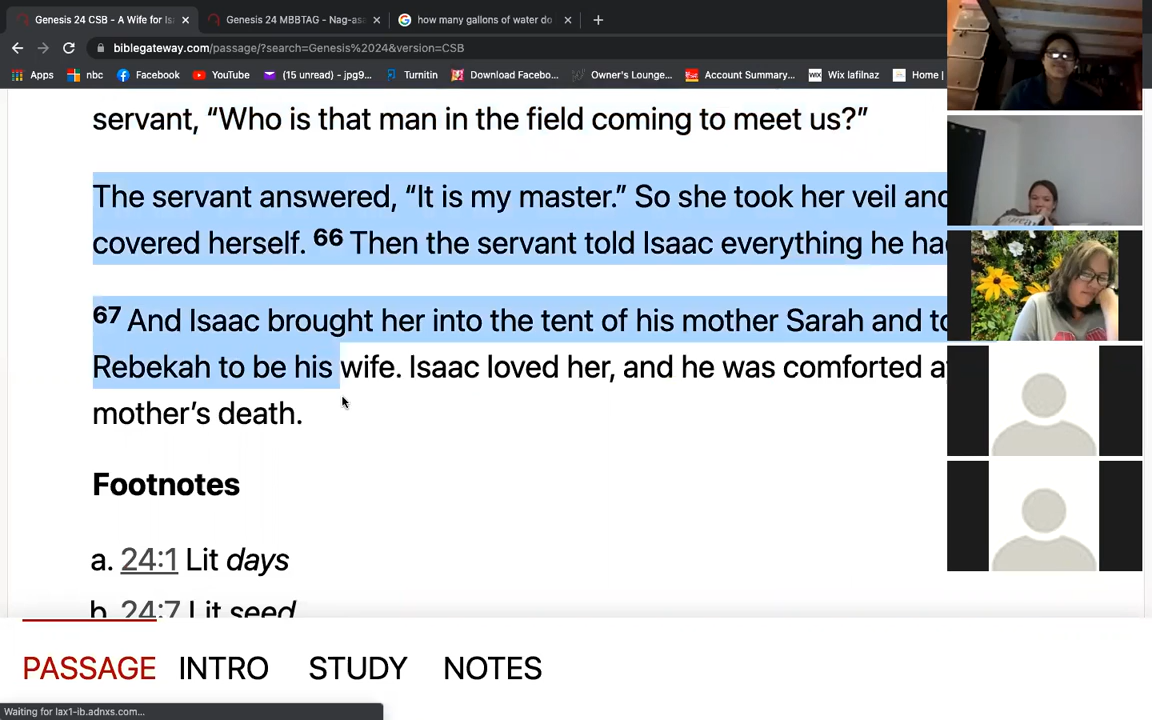 Genesis 24 CSB - A Wife for Isa
Genesis 24 MBBTAG - Nag-asa
how many gallons of water do
biblegateway.com/passage/?search=Genesis%2024&version=CSB
Apps
nbc
Facebook
YouTube
(15 unread) - jpg9...
Turnitin
Download Facebo...
Owner's Lounge...
Account Summary...
WIX
Wix lafilnaz
Home |
servant, “Who is that man in the field coming to meet us?”
The servant answered, “It is my master.” So she took her veil and
covered herself. 66 Then the servant told Isaac everything he had
67 And Isaac brought her into the tent of his mother Sarah and to
Rebekah to be his wife. Isaac loved her, and he was comforted af
mother’s death.
Footnotes
a. 24:1 Lit days
b. 24:7 Lit seed
PASSAGE INTRO STUDY NOTES
Waiting for lax1-ib.adnxs.com...